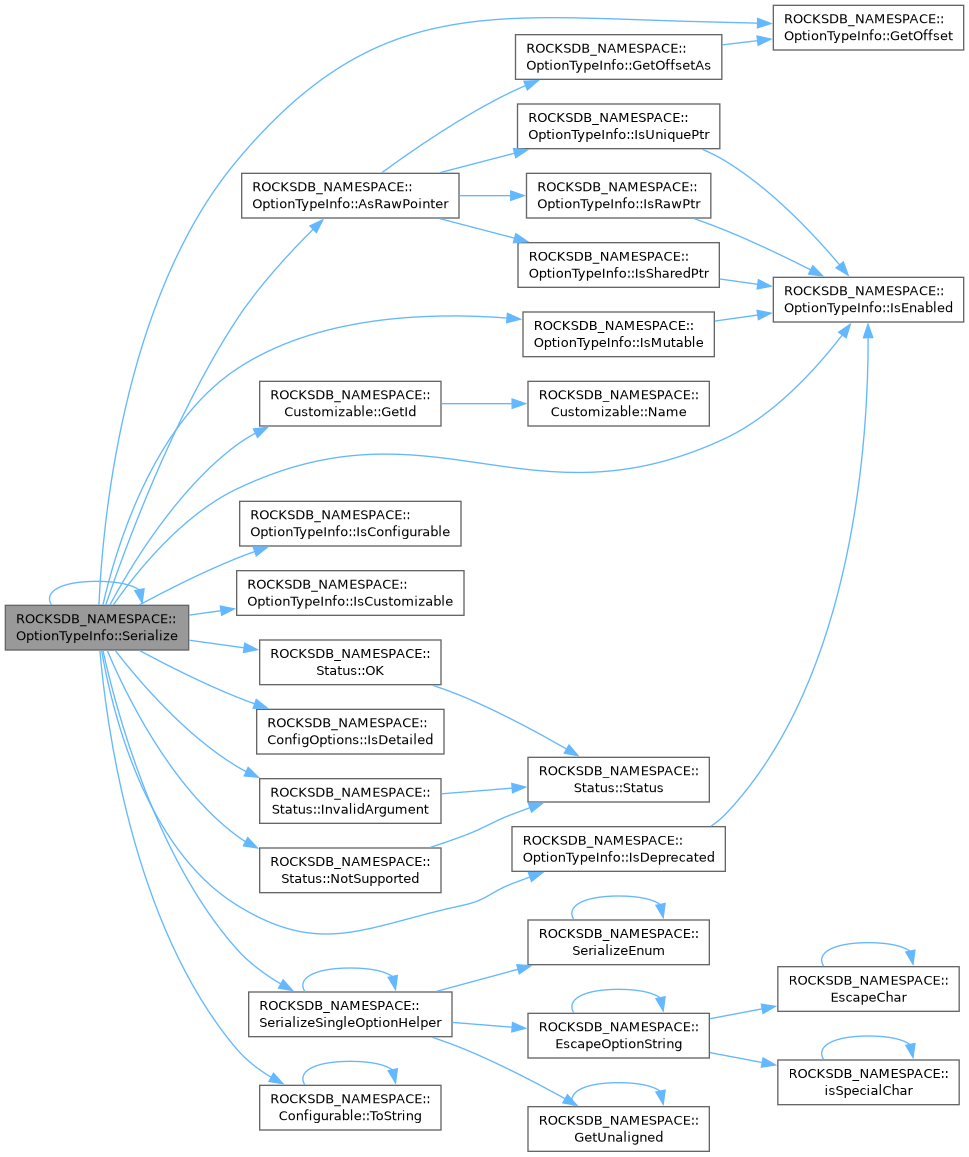 ROCKSDB_NAMESPACE::
OptionTypeInfo::GetOffset
ROCKSDB_NAMESPACE::
OptionTypeInfo::GetOffsetAs
ROCKSDB_NAMESPACE::
OptionTypeInfo::IsUniquePtr
ROCKSDB_NAMESPACE::
OptionTypeInfo::AsRawPointer
ROCKSDB_NAMESPACE::
OptionTypeInfo::IsRawPtr
ROCKSDB_NAMESPACE::
OptionTypeInfo::IsSharedPtr
ROCKSDB_NAMESPACE::
OptionTypeInfo::IsEnabled
ROCKSDB_NAMESPACE::
OptionTypeInfo::IsMutable
ROCKSDB_NAMESPACE::
Customizable::GetId
ROCKSDB_NAMESPACE::
Customizable::Name
ROCKSDB_NAMESPACE::
OptionTypeInfo::IsConfigurable
ROCKSDB_NAMESPACE::
OptionTypeInfo::IsCustomizable
ROCKSDB_NAMESPACE::
OptionTypeInfo::Serialize
ROCKSDB_NAMESPACE::
Status::OK
ROCKSDB_NAMESPACE::
ConfigOptions::IsDetailed
ROCKSDB_NAMESPACE::
Status::Status
ROCKSDB_NAMESPACE::
Status::InvalidArgument
ROCKSDB_NAMESPACE::
OptionTypeInfo::IsDeprecated
ROCKSDB_NAMESPACE::
Status::NotSupported
ROCKSDB_NAMESPACE::
SerializeEnum
ROCKSDB_NAMESPACE::
EscapeChar
ROCKSDB_NAMESPACE::
SerializeSingleOptionHelper
ROCKSDB_NAMESPACE::
EscapeOptionString
ROCKSDB_NAMESPACE::
isSpecialChar
ROCKSDB_NAMESPACE::
Configurable::ToString
ROCKSDB_NAMESPACE::
GetUnaligned